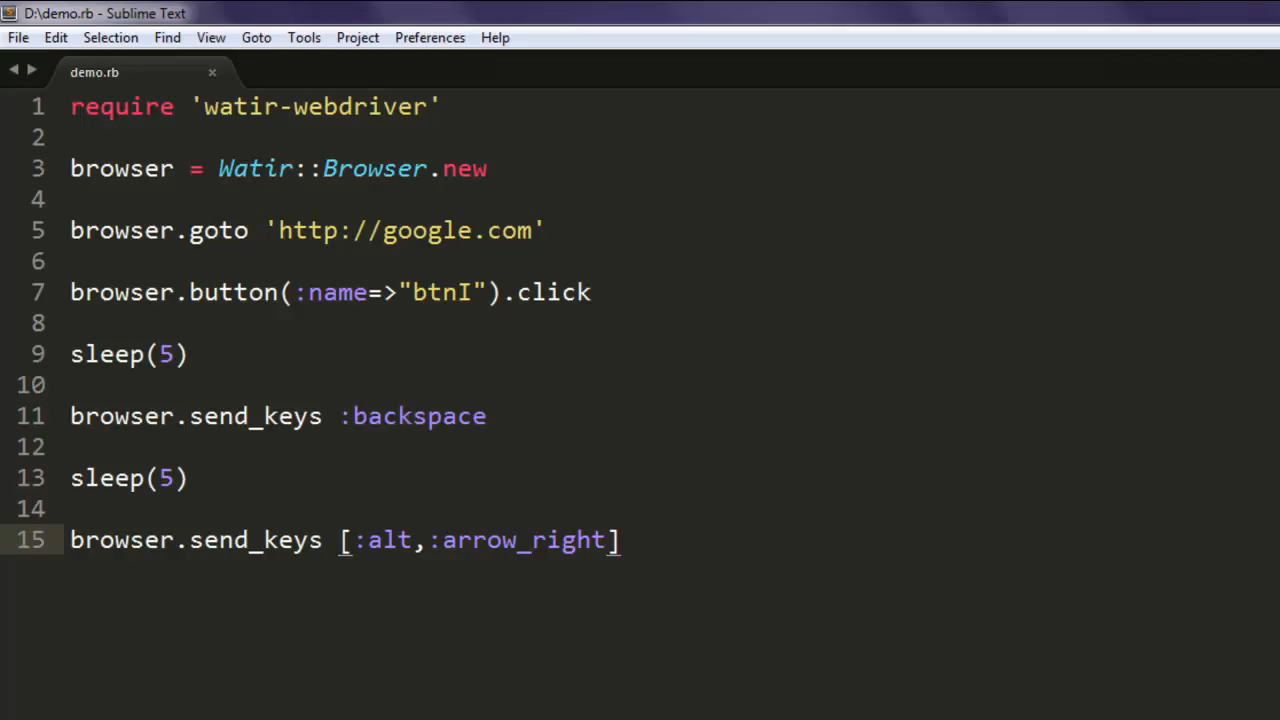 D:\demo.rb - Sublime Text
File Edit Selection Find View Goto Tools Project Preferences Help
demo.rb ×
1 require 'watir-webdriver'
2
3 browser = Watir::Browser.new
4
5 browser.goto 'http://google.com'
6
7 browser.button(:name=>"btnI").click
8
9 sleep(5)
10
11 browser.send_keys :backspace
12
13 sleep(5)
14
15 browser.send_keys [:alt,:arrow_right]